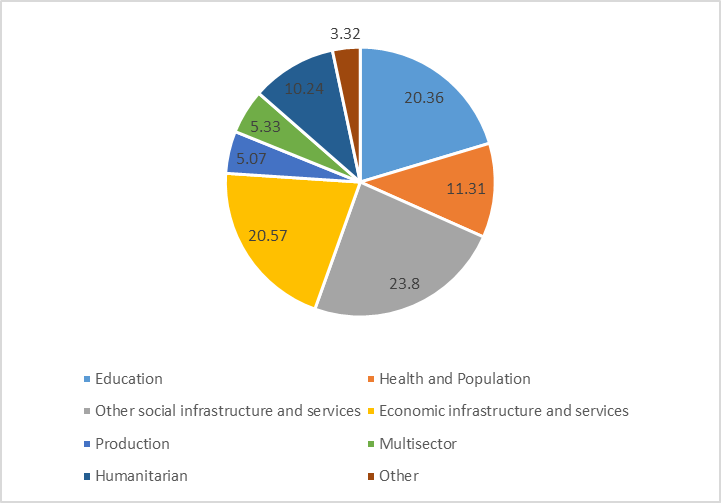 3.32
10.24
20.36
5.33
5.07
11.31
20.57
23.8
Education
Health and Population
Other social infrastructure and services
Economic infrastructure and services
Production
Multisector
Humanitarian
Other